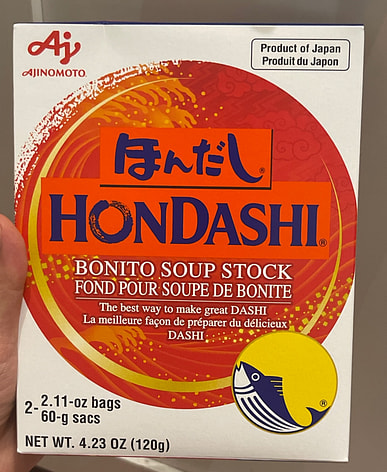 Aj
AJINOMOTO®
Product of Japan
Produit du Japon
ほんだし®
HONDASHI®
BONITO SOUP STOCK
FOND POUR SOUPE DE BONITE
The best way to make great DASHI
La meilleure façon de préparer du délicieux
DASHI
2- 2.11-oz bags
60-g sacs
®
NET WT. 4.23 OZ (120g)